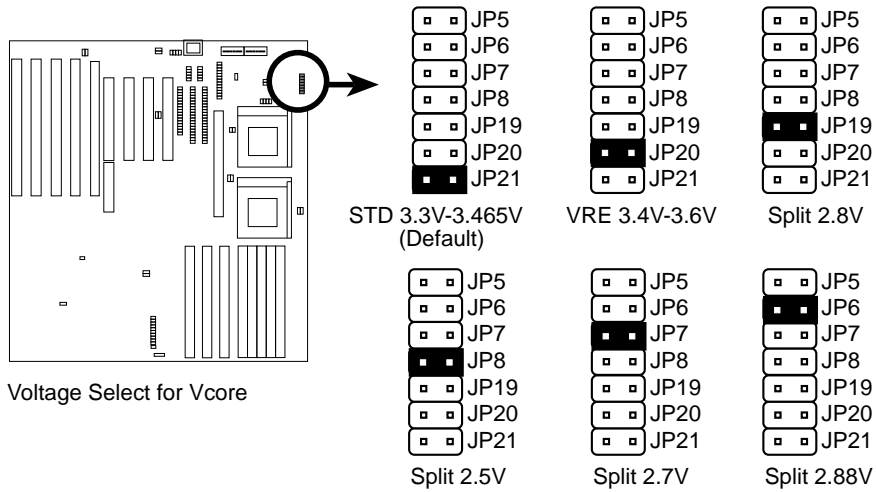 JP5
JP6
JP7
JP8
JP19
JP20
JP21
STD 3.3V-3.465V
(Default)
JP5
JP6
JP7
JP8
JP19
JP20
JP21
VRE 3.4V-3.6V
JP5
JP6
JP7
JP8
JP19
JP20
JP21
Split 2.8V
Voltage Select for Vcore
JP5
JP6
JP7
JP8
JP19
JP20
JP21
Split 2.5V
JP5
JP6
JP7
JP8
JP19
JP20
JP21
Split 2.7V
JP5
JP6
JP7
JP8
JP19
JP20
JP21
Split 2.88V